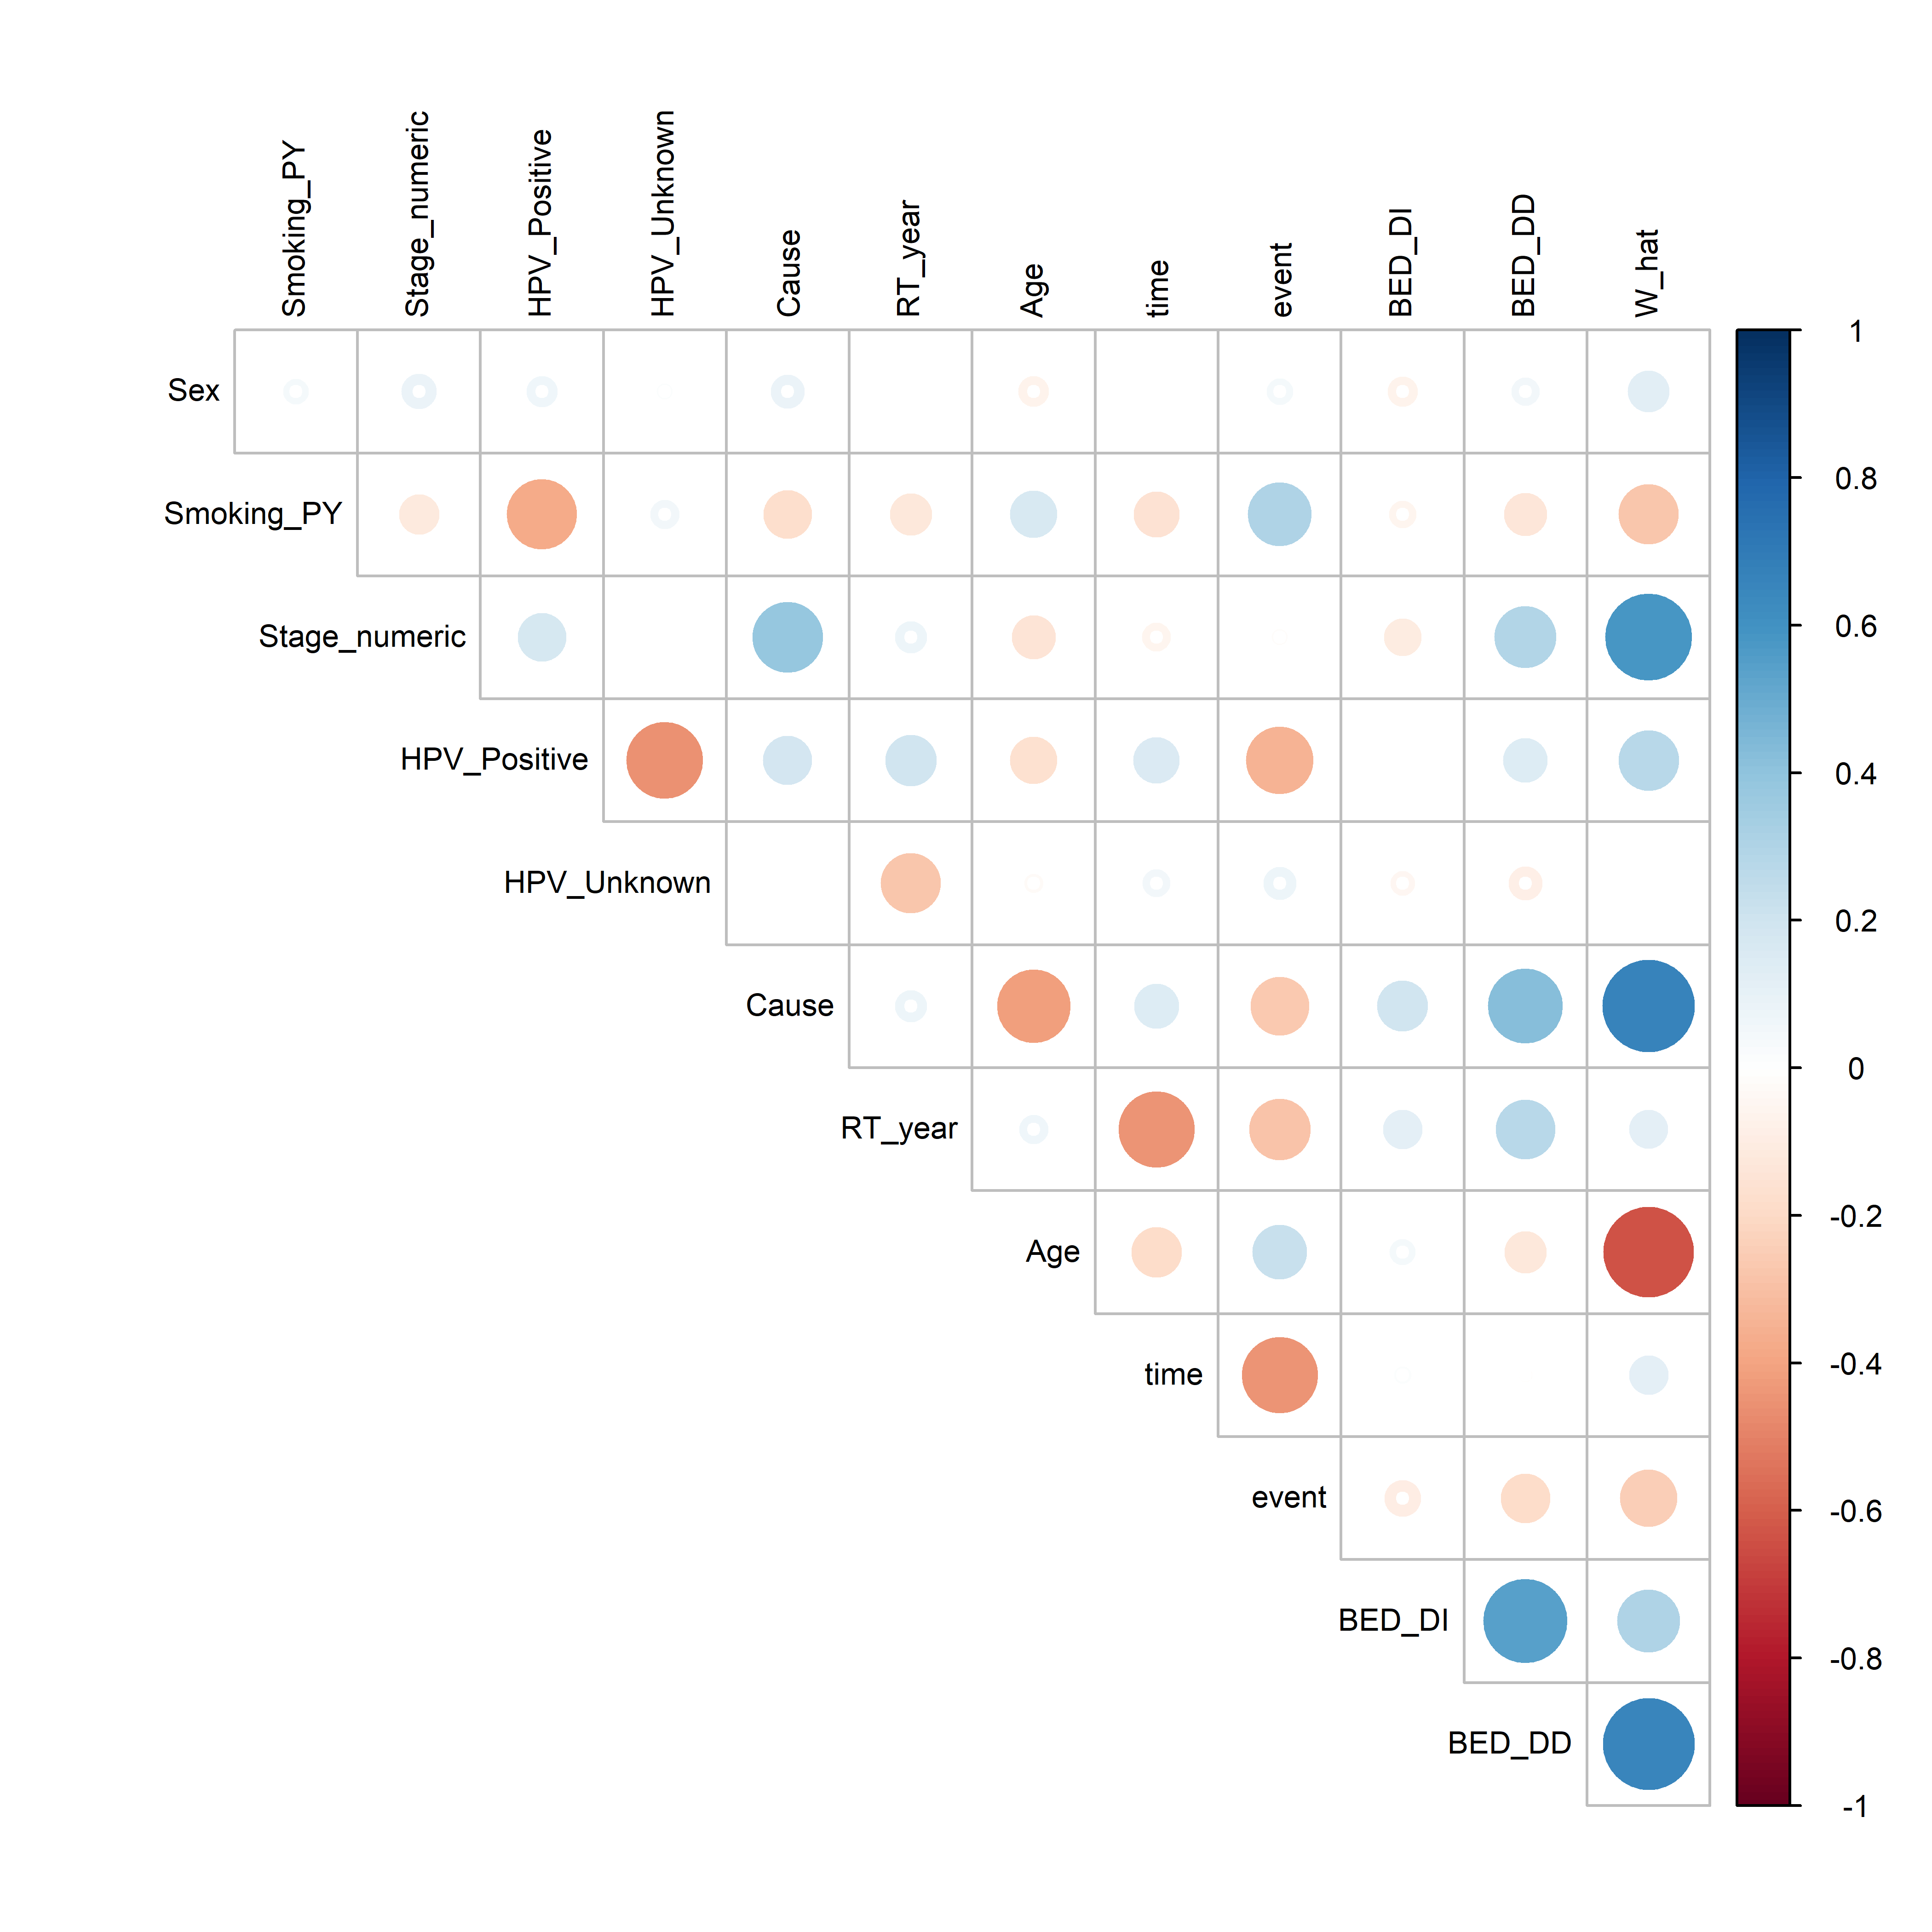 Smoking_PY
Stage_numeric
HPV_Positive
HPV_Unknown
Cause
RT_year
Age
time
event
BED_DI
BED_DD
W_hat
Sex
Smoking_PY
Stage_numeric
HPV_Positive
HPV_Unknown
Cause
RT_year
Age
time
event
BED_DI
BED_DD
1
0.8
0.6
0.4
0.2
0
-0.2
-0.4
-0.6
-0.8
-1